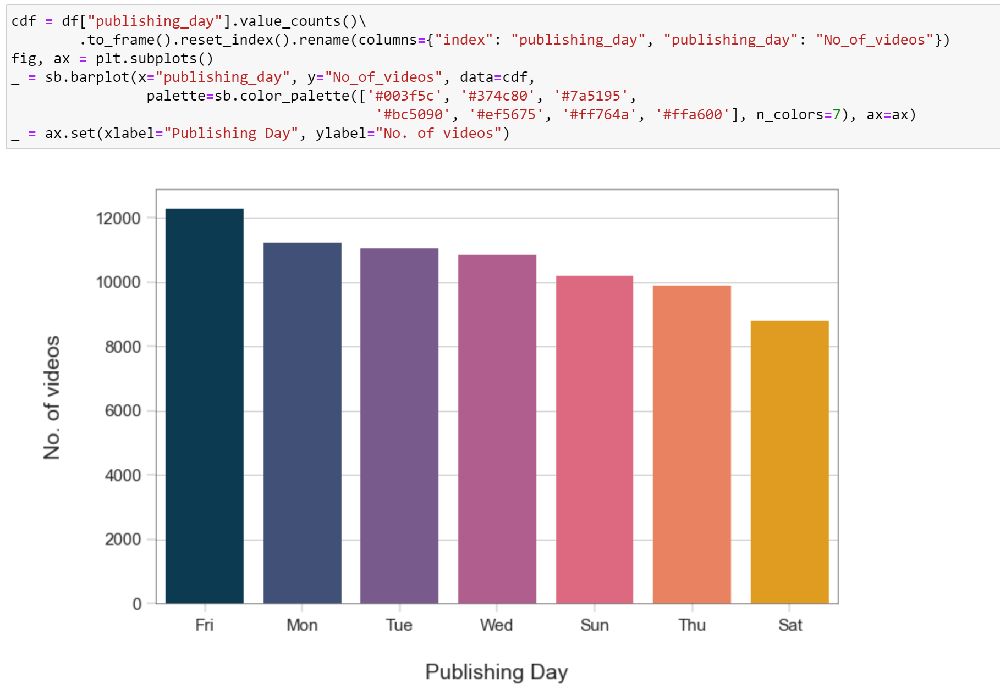 cdf = df["publishing_day"].value_counts()\
        .to_frame().reset_index().rename(columns={"index": "publishing_day", "publishing_day": "No_of_videos"})
fig, ax = plt.subplots()
_ = sb.barplot(x="publishing_day", y="No_of_videos", data=cdf,
                palette=sb.color_palette(['#003f5c', '#374c80', '#7a5195',
                                           '#bc5090', '#ef5675', '#ff764a', '#ffa600'], n_colors=7), ax=ax)
_ = ax.set(xlabel="Publishing Day", ylabel="No. of videos")
12000
10000
8000
6000
4000
2000
0
No. of videos
Fri Mon Tue Wed Sun Thu Sat
Publishing Day